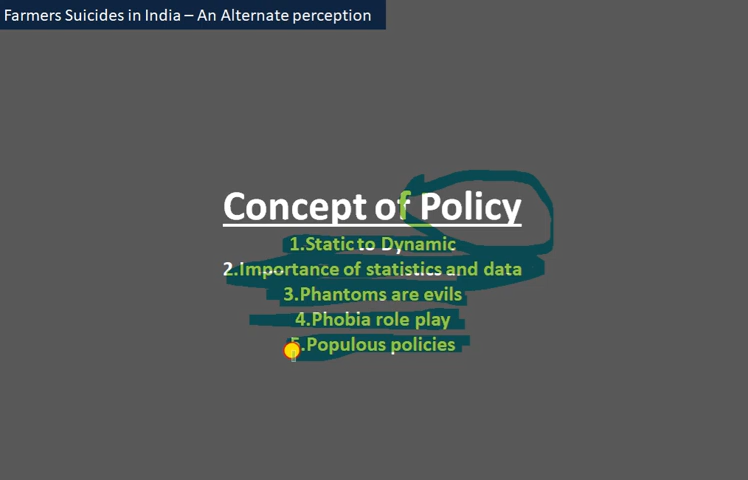 Farmers Suicides in India – An Alternate perception
Concept of Policy
1.Static to Dynamic
2.Importance of statistics and data
3.Phantoms are evils
4.Phobia role play
5.Populous policies